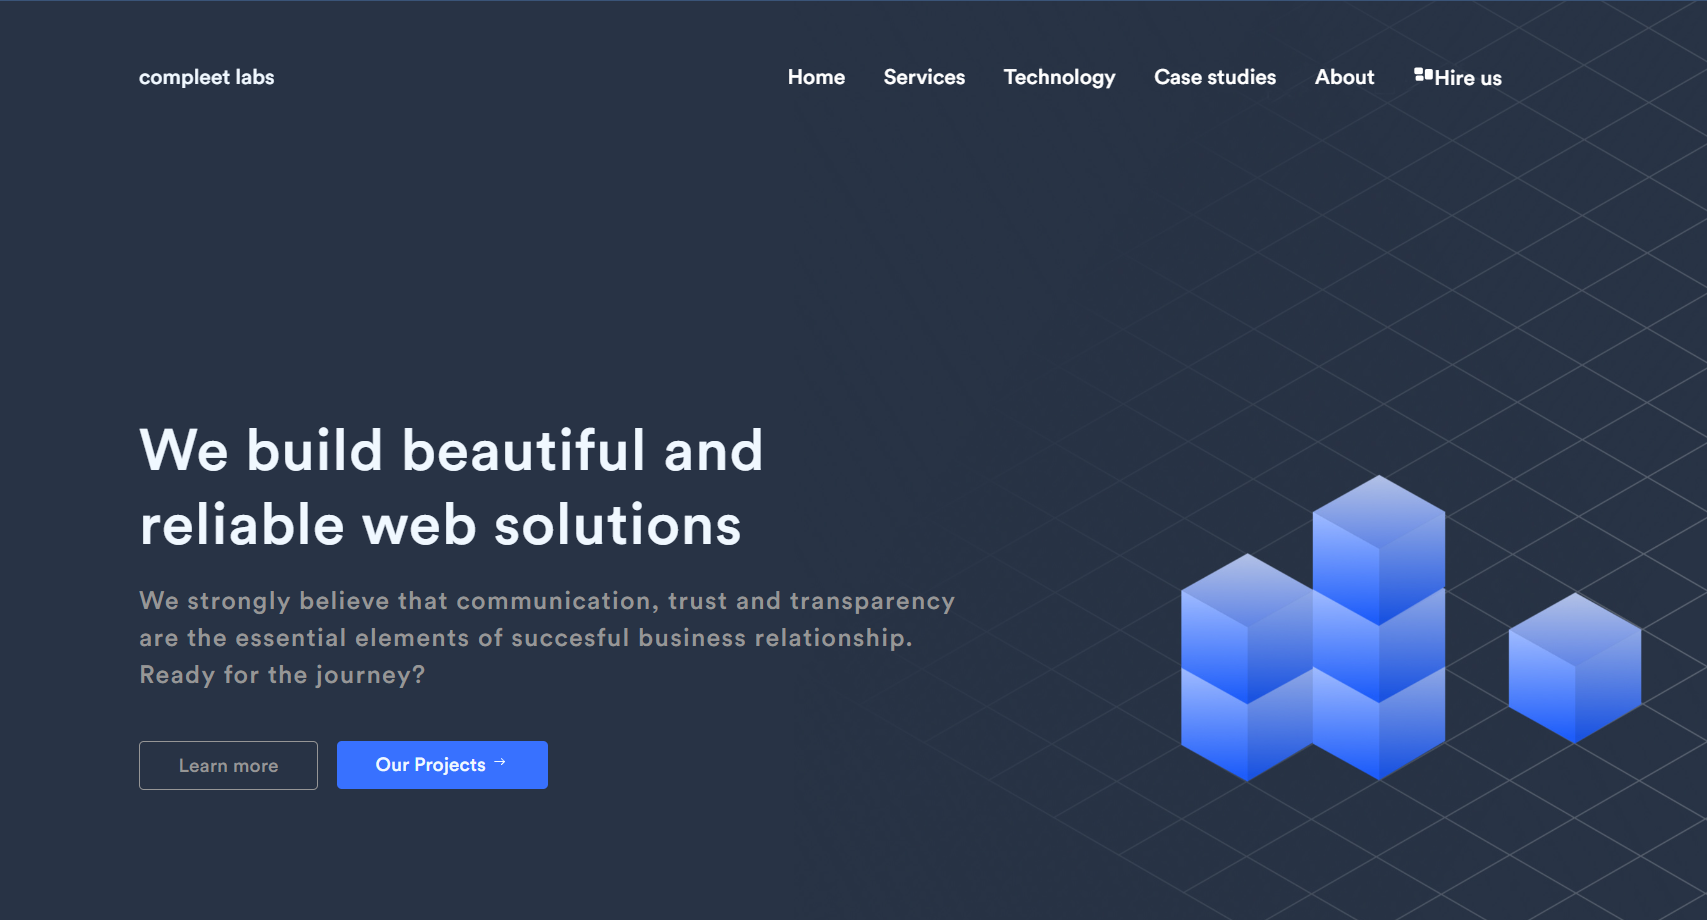 compleet labs
Home Services Technology Case studies About Hire us
We build beautiful and
reliable web solutions
We strongly believe that communication, trust and transparency
are the essential elements of succesful business relationship.
Ready for the journey?
Learn more Our Projects →